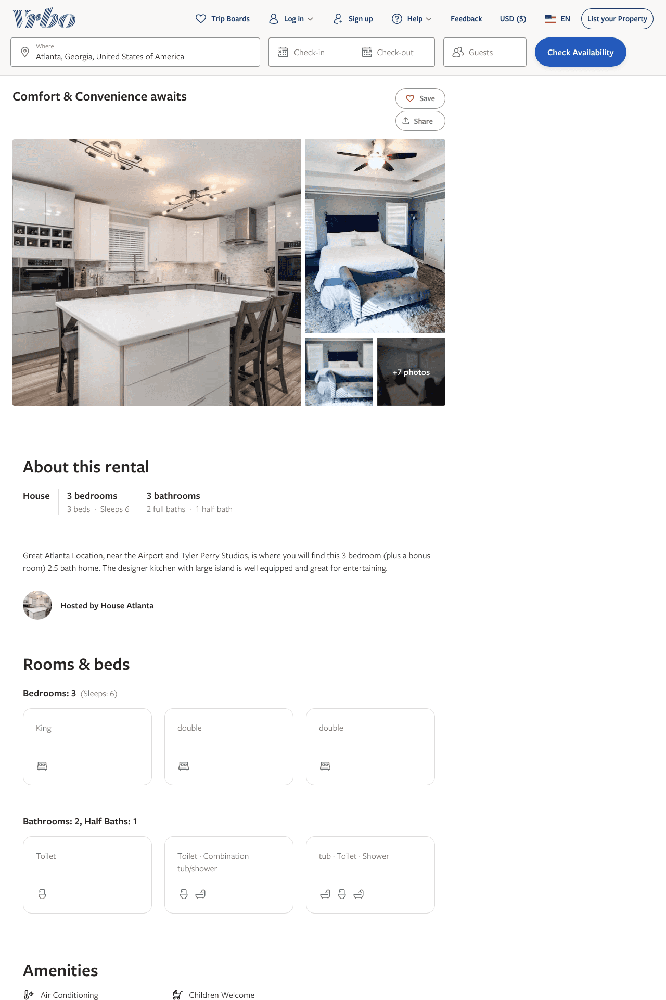 Vrbo
Trip Boards
Log in
Sign up
Help
Feedback
USD ($)
EN
List your Property
Where
Atlanta, Georgia, United States of America
Check-in
Check-out
Guests
Check Availability
Comfort & Convenience awaits
Save
Share
+7 photos
About this rental
House
3 bedrooms
3 beds · Sleeps 6
3 bathrooms
2 full baths · 1 half bath
Great Atlanta Location, near the Airport and Tyler Perry Studios, is where you will find this 3 bedroom (plus a bonus
room) 2.5 bath home. The designer kitchen with large island is well equipped and great for entertaining.
Hosted by House Atlanta
Rooms & beds
Bedrooms: 3 (Sleeps: 6)
King
double
double
Bathrooms: 2, Half Baths: 1
Toilet
Toilet · Combination
tub/shower
tub · Toilet · Shower
Amenities
Air Conditioning
Children Welcome